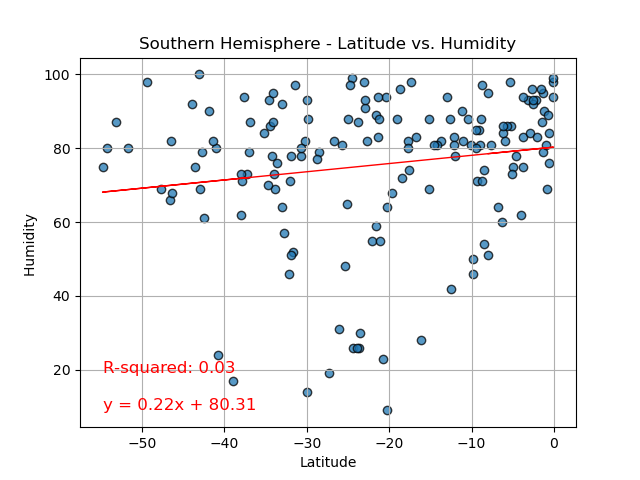 Southern Hemisphere - Latitude vs. Humidity
100
80
60
40
20
Humidity
R-squared: 0.03
y = 0.22x + 80.31
−50 −40 −30 −20 −10 0
Latitude